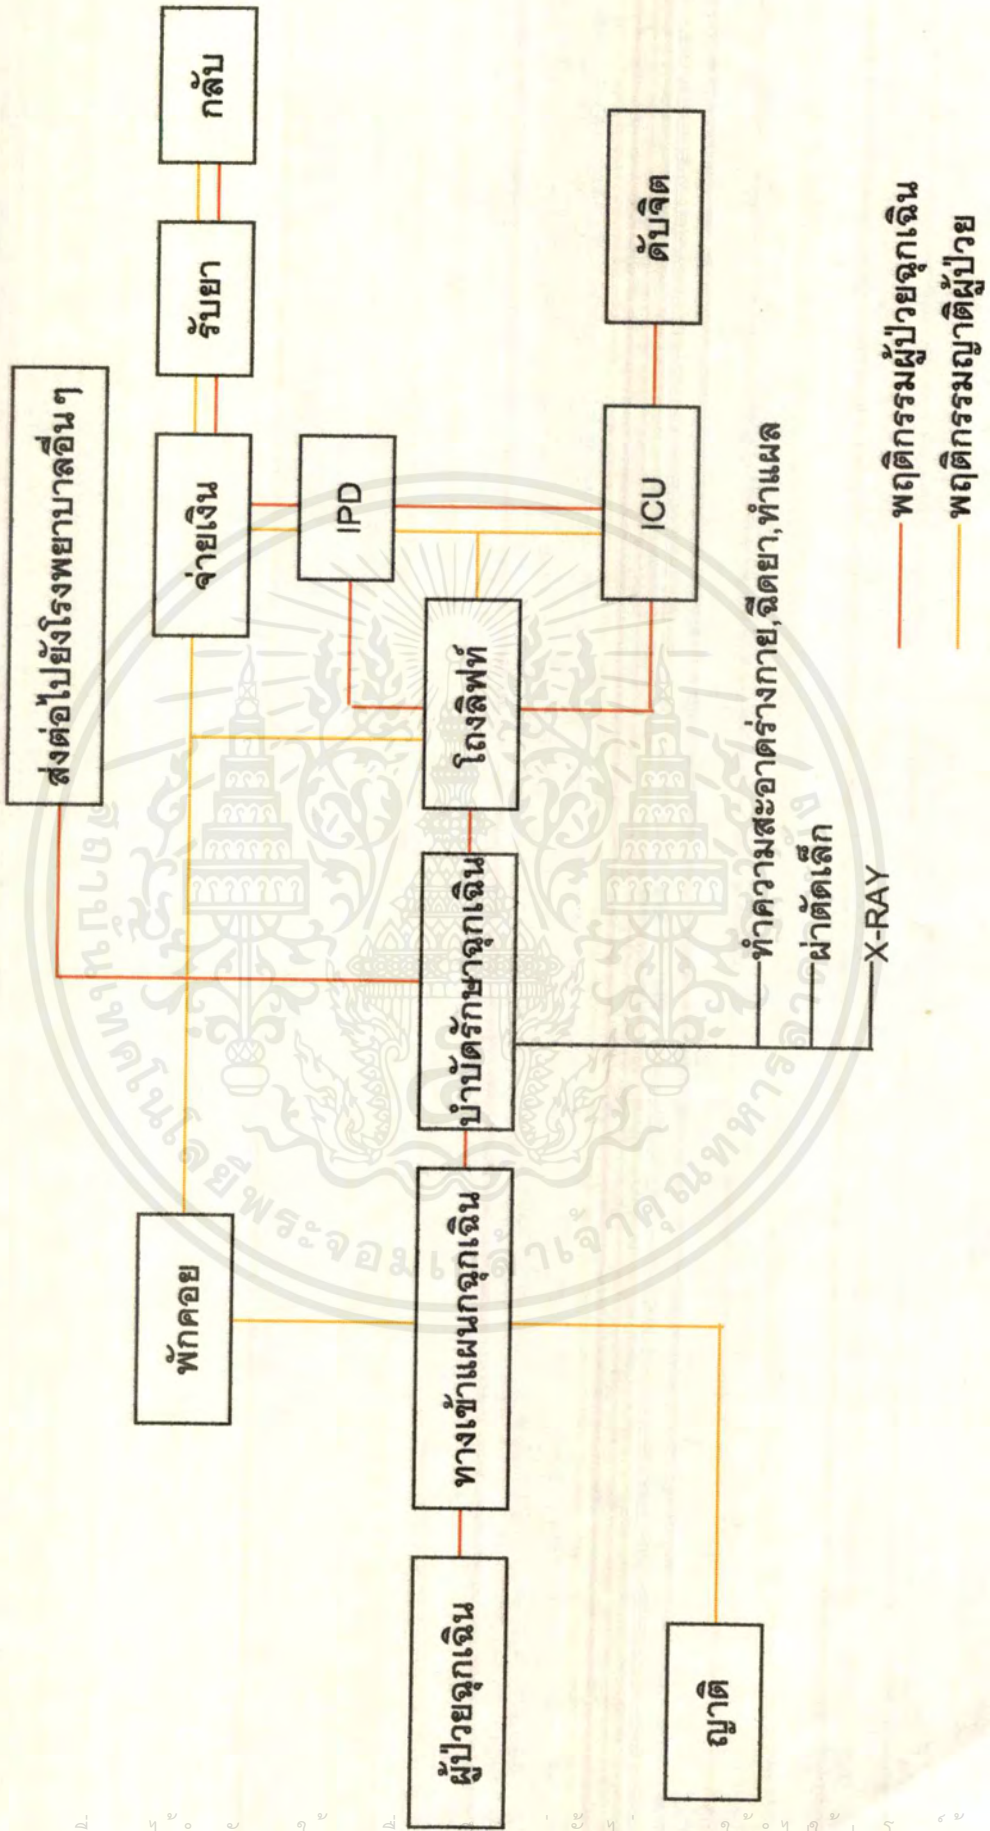 ส่งต่อไปยังโรงพยาบาลอื่นๆ
พักคอย
จ่ายเงิน
รับยา
กลับ
IPD
ผู้ป่วยฉุกเฉิน
ทางเข้าแผนกฉุกเฉิน
บำบัดรักษาฉุกเฉิน
โถงลิฟท์
ICU
ดับจิต
ญาติ
ทำความสะอาดร่างกาย,ฉีดยา,ทำแผล
ผ่าตัดเล็ก
X-RAY
พฤติกรรมผู้ป่วยฉุกเฉิน
พฤติกรรมญาติผู้ป่วย